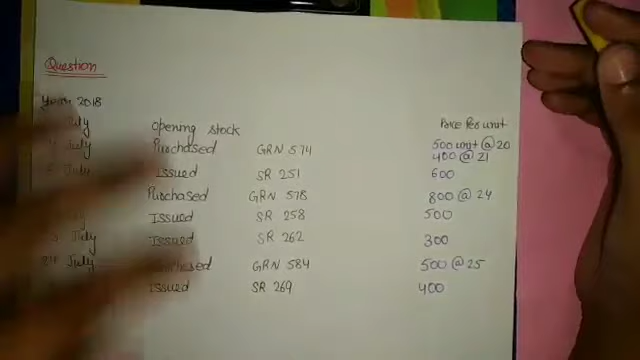 Question
Year 2018
July Opening stock Price Per unit 500 unit @ 20
July Purchased GRN 574 400 @ 21
July Issued SR 251 600
Purchased GRN 578 800 @ 24
Issued SR 258 500
July Issued SR 262 300
July Purchased GRN 584 500 @ 25
Issued SR 269 400